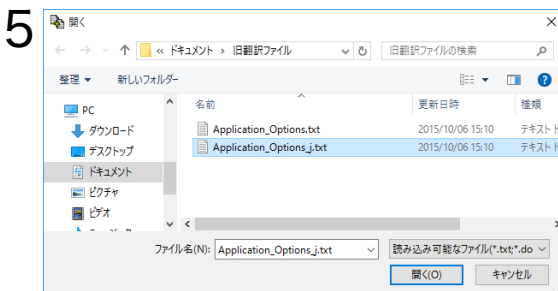 5
開く
« ドキュメント › 旧翻訳ファイル
旧翻訳ファイルの検索
整理 新しいフォルダー
PC
ダウンロード
デスクトップ
ドキュメント
ピクチャ
ビデオ
名前 更新日時 種類
Application_Options.txt 2015/10/06 15:10 テキスト ド
Application_Options_j.txt 2015/10/06 15:10 テキスト ド
ファイル名(N): Application_Options_j.txt 読み込み可能なファイル(*.txt;*.do
開く(O) キャンセル